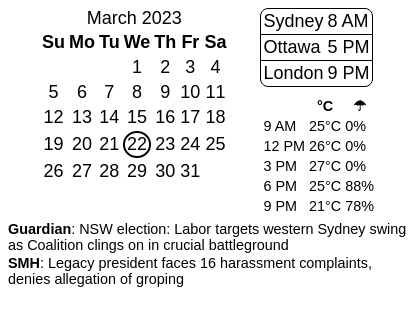 March 2023
Su Mo Tu We Th Fr Sa
1 2 3 4
5 6 7 8 9 10 11
12 13 14 15 16 17 18
19 20 21 22 23 24 25
26 27 28 29 30 31
Sydney 8 AM
Ottawa 5 PM
London 9 PM
°C ☂
9 AM 25°C 0%
12 PM 26°C 0%
3 PM 27°C 0%
6 PM 25°C 88%
9 PM 21°C 78%
Guardian: NSW election: Labor targets western Sydney swing
as Coalition clings on in crucial battleground
SMH: Legacy president faces 16 harassment complaints,
denies allegation of groping